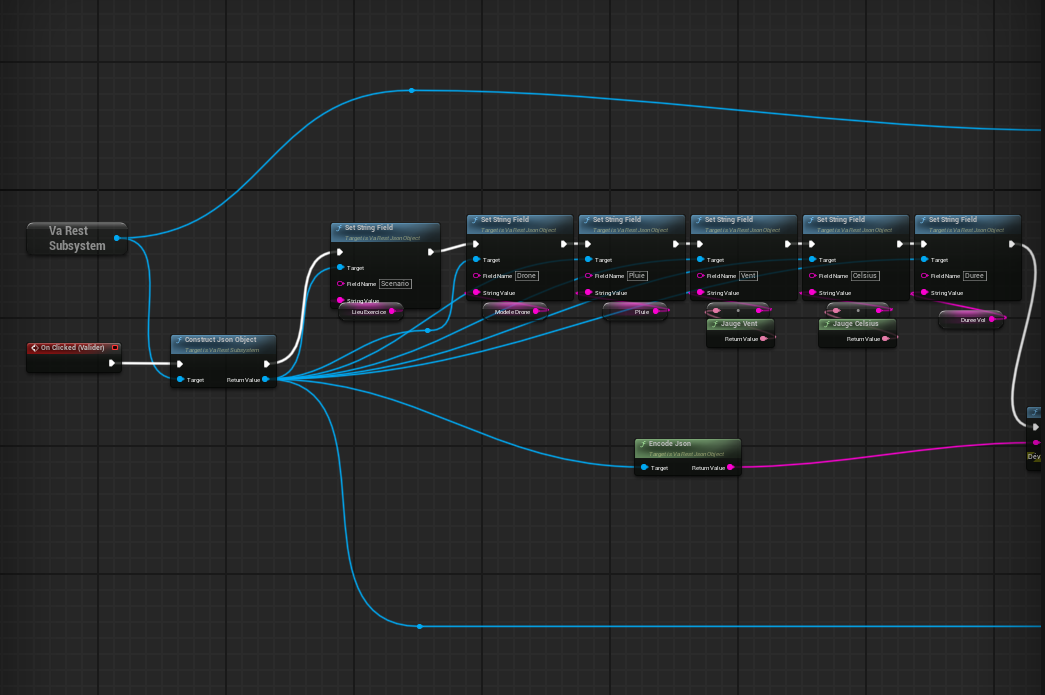 Va Rest
Subsystem
On Clicked (Valider)
Construct Json Object
Target is Va Rest Subsystem
Target
Return Value
Set String Field
Target is Va Rest Json Object
Target
Field Name Scenario
String Value
Lieu Exercice
Set String Field
Target is Va Rest Json Object
Target
Field Name Drone
String Value
Modele Drone
Set String Field
Target is Va Rest Json Object
Target
Field Name Pluie
String Value
Pluie
Set String Field
Target is Va Rest Json Object
Target
Field Name Vent
String Value
Jauge Vent
Return Value
Set String Field
Target is Va Rest Json Object
Target
Field Name Celsius
String Value
Jauge Celsius
Return Value
Set String Field
Target is Va Rest Json Object
Target
Field Name Duree
String Value
Duree Vol
Encode Json
Target is Va Rest Json Object
Target
Return Value